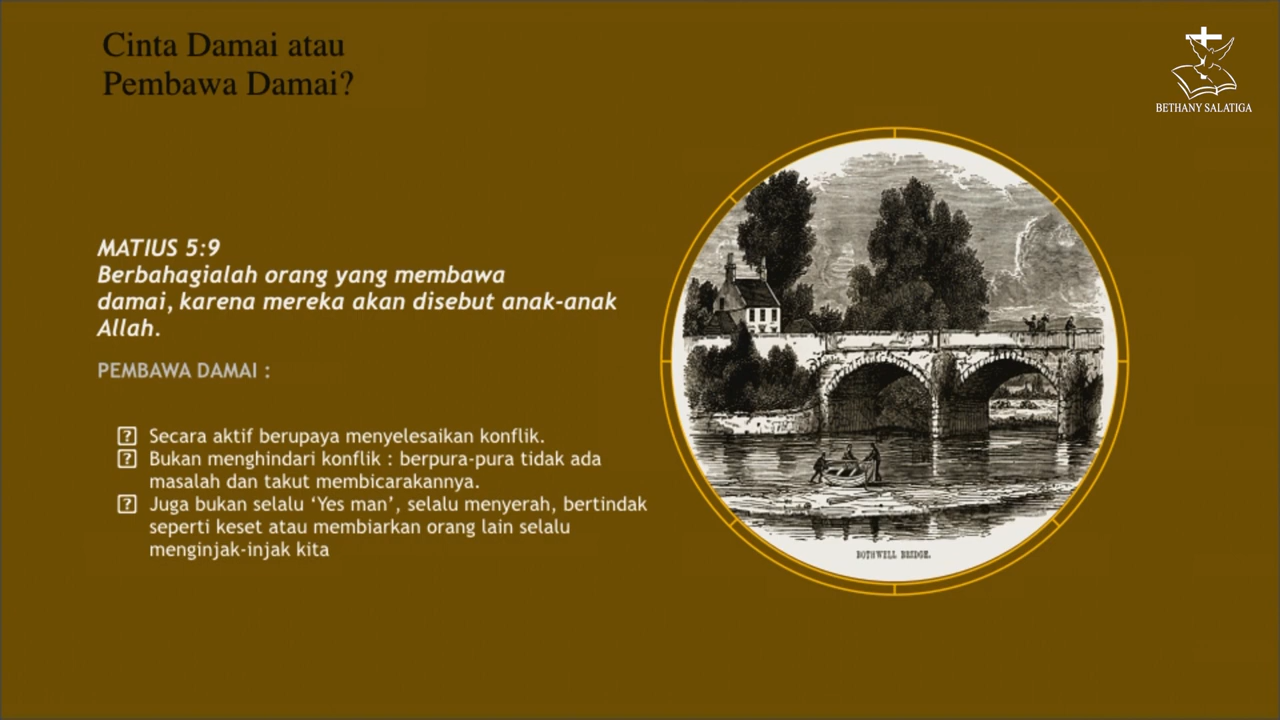 Cinta Damai atau
Pembawa Damai?
BETHANY SALATIGA
MATIUS 5:9
Berbahagialah orang yang membawa
damai, karena mereka akan disebut anak-anak
Allah.
PEMBAWA DAMAI :
? Secara aktif berupaya menyelesaikan konflik.
? Bukan menghindari konflik : berpura-pura tidak ada
masalah dan takut membicarakannya.
? Juga bukan selalu ‘Yes man’, selalu menyerah, bertindak
seperti keset atau membiarkan orang lain selalu
menginjak-injak kita
BOTHWELL BRIDGE.